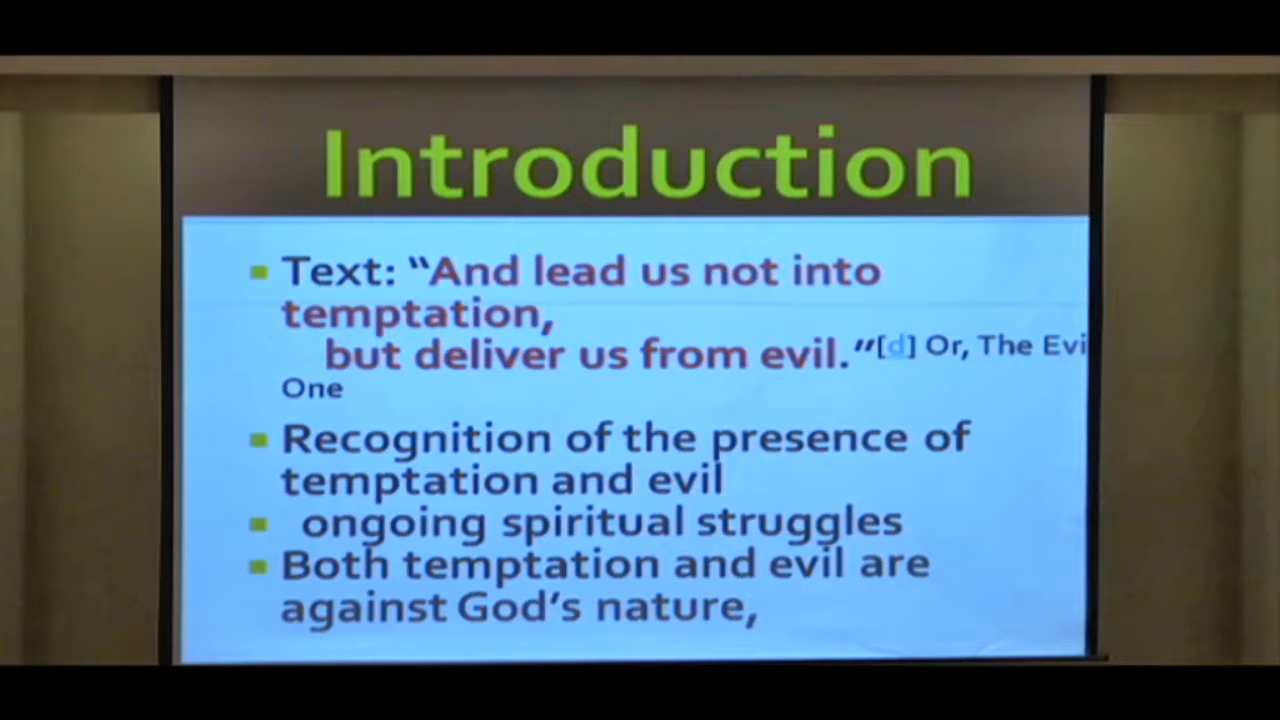 Introduction
Text: “And lead us not into
temptation,
but deliver us from evil.”[d] Or, The Evi
One
Recognition of the presence of
temptation and evil
ongoing spiritual struggles
Both temptation and evil are
against God’s nature,